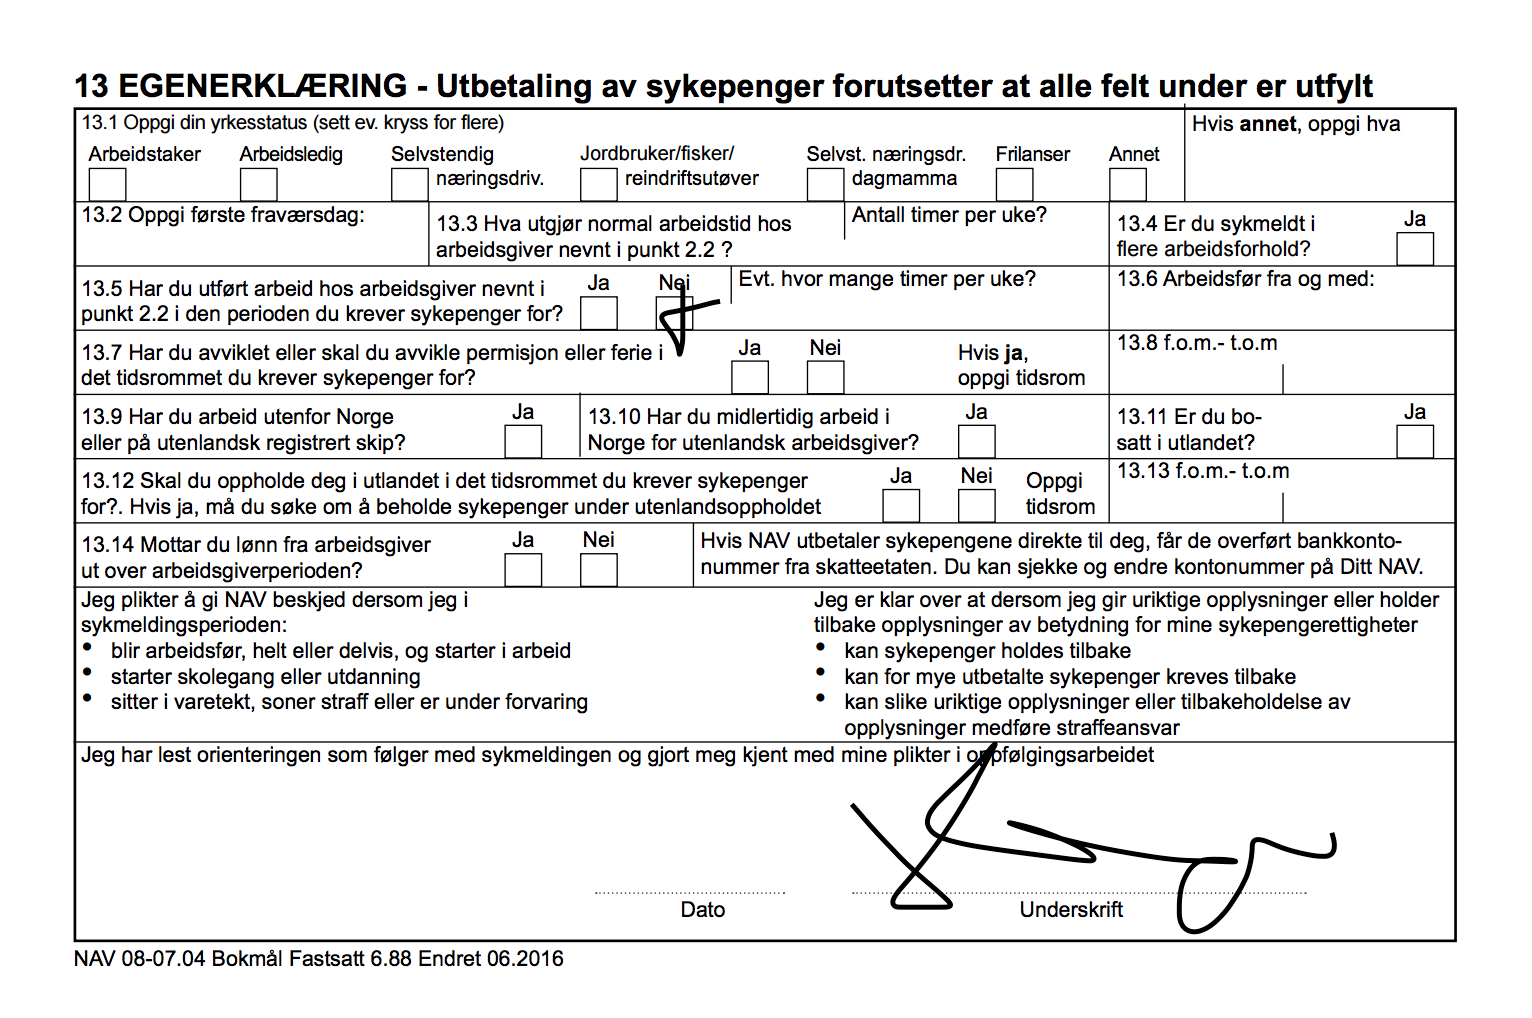 13 EGENERKLÆRING - Utbetaling av sykepenger forutsetter at alle felt under er utfylt
13.1 Oppgi din yrkesstatus (sett ev. kryss for flere)
Hvis annet, oppgi hva
Arbeidstaker
Arbeidsledig
Selvstendig
næringsdriv.
Jordbruker/fisker/
reindriftsutøver
Selvst. næringsdr.
dagmamma
Frilanser
Annet
13.2 Oppgi første fraværsdag:
13.3 Hva utgjør normal arbeidstid hos
arbeidsgiver nevnt i punkt 2.2 ?
Antall timer per uke?
13.4 Er du sykmeldt i
flere arbeidsforhold?
Ja
13.5 Har du utført arbeid hos arbeidsgiver nevnt i
punkt 2.2 i den perioden du krever sykepenger for?
Ja
Nei
Evt. hvor mange timer per uke?
13.6 Arbeidsfør fra og med:
13.7 Har du avviklet eller skal du avvikle permisjon eller ferie i
det tidsrommet du krever sykepenger for?
Ja
Nei
Hvis ja,
oppgi tidsrom
13.8 f.o.m.- t.o.m
13.9 Har du arbeid utenfor Norge
eller på utenlandsk registrert skip?
Ja
13.10 Har du midlertidig arbeid i
Norge for utenlandsk arbeidsgiver?
Ja
13.11 Er du bo-
satt i utlandet?
Ja
13.12 Skal du oppholde deg i utlandet i det tidsrommet du krever sykepenger
for?. Hvis ja, må du søke om å beholde sykepenger under utenlandsoppholdet
Ja
Nei
Oppgi
tidsrom
13.13 f.o.m.- t.o.m
13.14 Mottar du lønn fra arbeidsgiver
ut over arbeidsgiverperioden?
Ja
Nei
Hvis NAV utbetaler sykepengene direkte til deg, får de overført bankkonto-
nummer fra skatteetaten. Du kan sjekke og endre kontonummer på Ditt NAV.
Jeg plikter å gi NAV beskjed dersom jeg i
sykmeldingsperioden:
• blir arbeidsfør, helt eller delvis, og starter i arbeid
• starter skolegang eller utdanning
• sitter i varetekt, soner straff eller er under forvaring
Jeg er klar over at dersom jeg gir uriktige opplysninger eller holder
tilbake opplysninger av betydning for mine sykepengerettigheter
• kan sykepenger holdes tilbake
• kan for mye utbetalte sykepenger kreves tilbake
• kan slike uriktige opplysninger eller tilbakeholdelse av
opplysninger medføre straffeansvar
Jeg har lest orienteringen som følger med sykmeldingen og gjort meg kjent med mine plikter i oppfølgingsarbeidet
Dato
Underskrift
NAV 08-07.04 Bokmål Fastsatt 6.88 Endret 06.2016